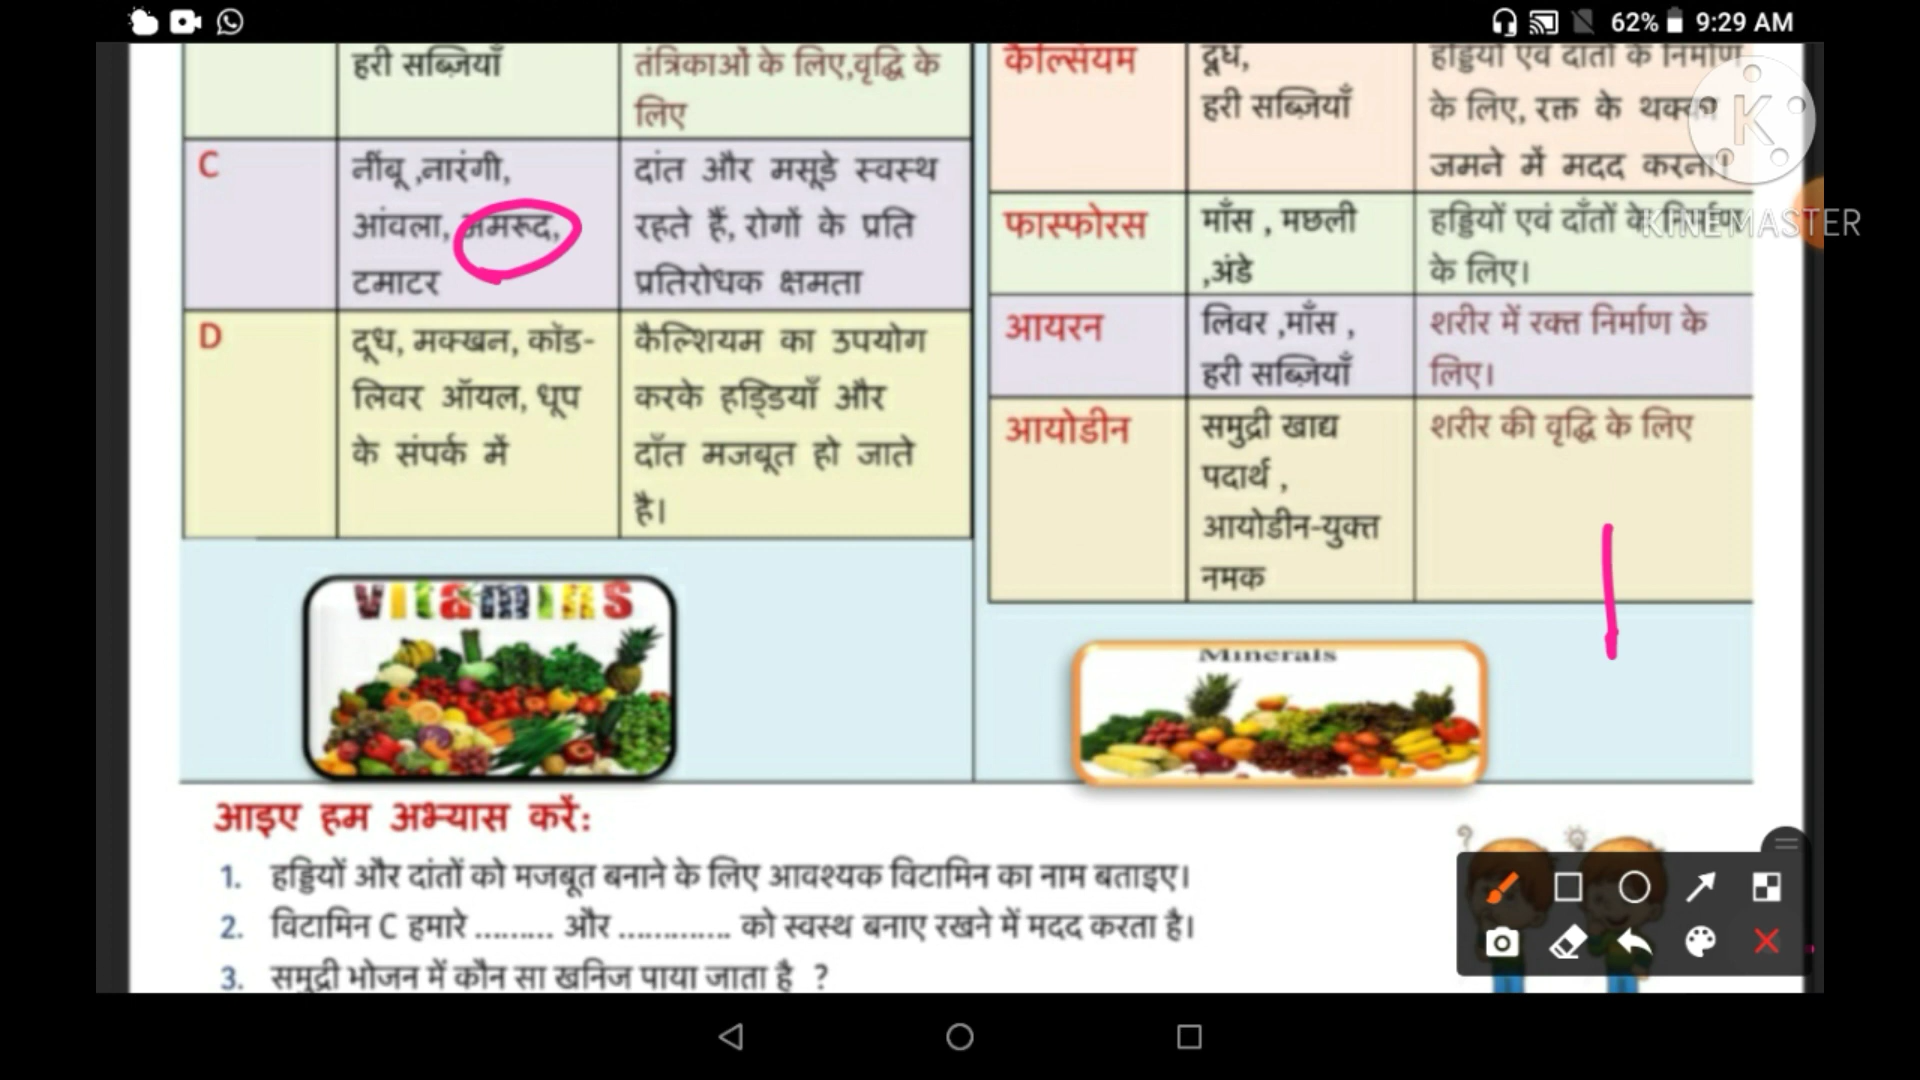 62% 9:29 AM
हरी सब्ज़ियाँ
तंत्रिकाओं के लिए,वृद्धि के
लिए
C
नींबू ,नारंगी,
आंवला, अमरूद,
टमाटर
दांत और मसूड़े स्वस्थ
रहते हैं, रोगों के प्रति
प्रतिरोधक क्षमता
D
दूध, मक्खन, कॉड-
लिवर ऑयल, धूप
के संपर्क में
कैल्शियम का उपयोग
करके हड्डियाँ और
दाँत मजबूत हो जाते
है।
VITAMINS
कैल्सियम
दूध,
हरी सब्ज़ियाँ
हड्डियों एवं दांतों के निर्माण
के लिए, रक्त के थक्का
जमने में मदद करना।
K
KINEMASTER
फास्फोरस
माँस , मछली
,अंडे
हड्डियों एवं दाँतों के निर्माण
के लिए।
आयरन
लिवर ,माँस ,
हरी सब्ज़ियाँ
शरीर में रक्त निर्माण के
लिए।
आयोडीन
समुद्री खाद्य
पदार्थ ,
आयोडीन-युक्त
नमक
शरीर की वृद्धि के लिए
Minerals
आइए हम अभ्यास करें:
1. हड्डियों और दांतों को मजबूत बनाने के लिए आवश्यक विटामिन का नाम बताइए।
2. विटामिन C हमारे ......... और ............. को स्वस्थ बनाए रखने में मदद करता है।
3. समुद्री भोजन में कौन सा खनिज पाया जाता है ?